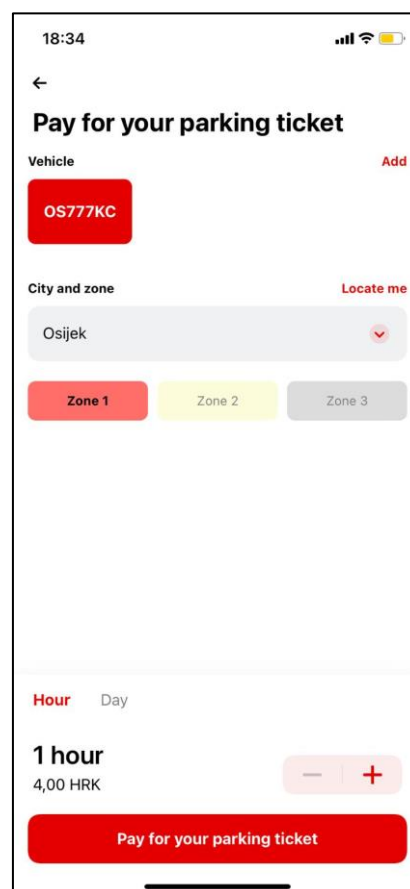 18:34
Pay for your parking ticket
Vehicle Add
OS777KC
City and zone Locate me
Osijek
Zone 1 Zone 2 Zone 3
Hour Day
1 hour
4,00 HRK
Pay for your parking ticket